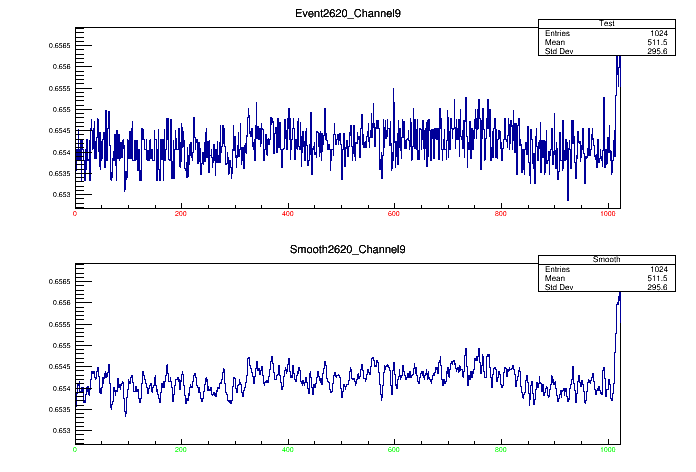 Event2620_Channel9
Test
Entries 1024
Mean 511.5
Std Dev 295.6
0.6565
0.656
0.6555
0.655
0.6545
0.654
0.6535
0.653
0 200 400 600 800 1000
Smooth2620_Channel9
Smooth
Entries 1024
Mean 511.5
Std Dev 295.6
0.6565
0.656
0.6555
0.655
0.6545
0.654
0.6535
0.653
0 200 400 600 800 1000